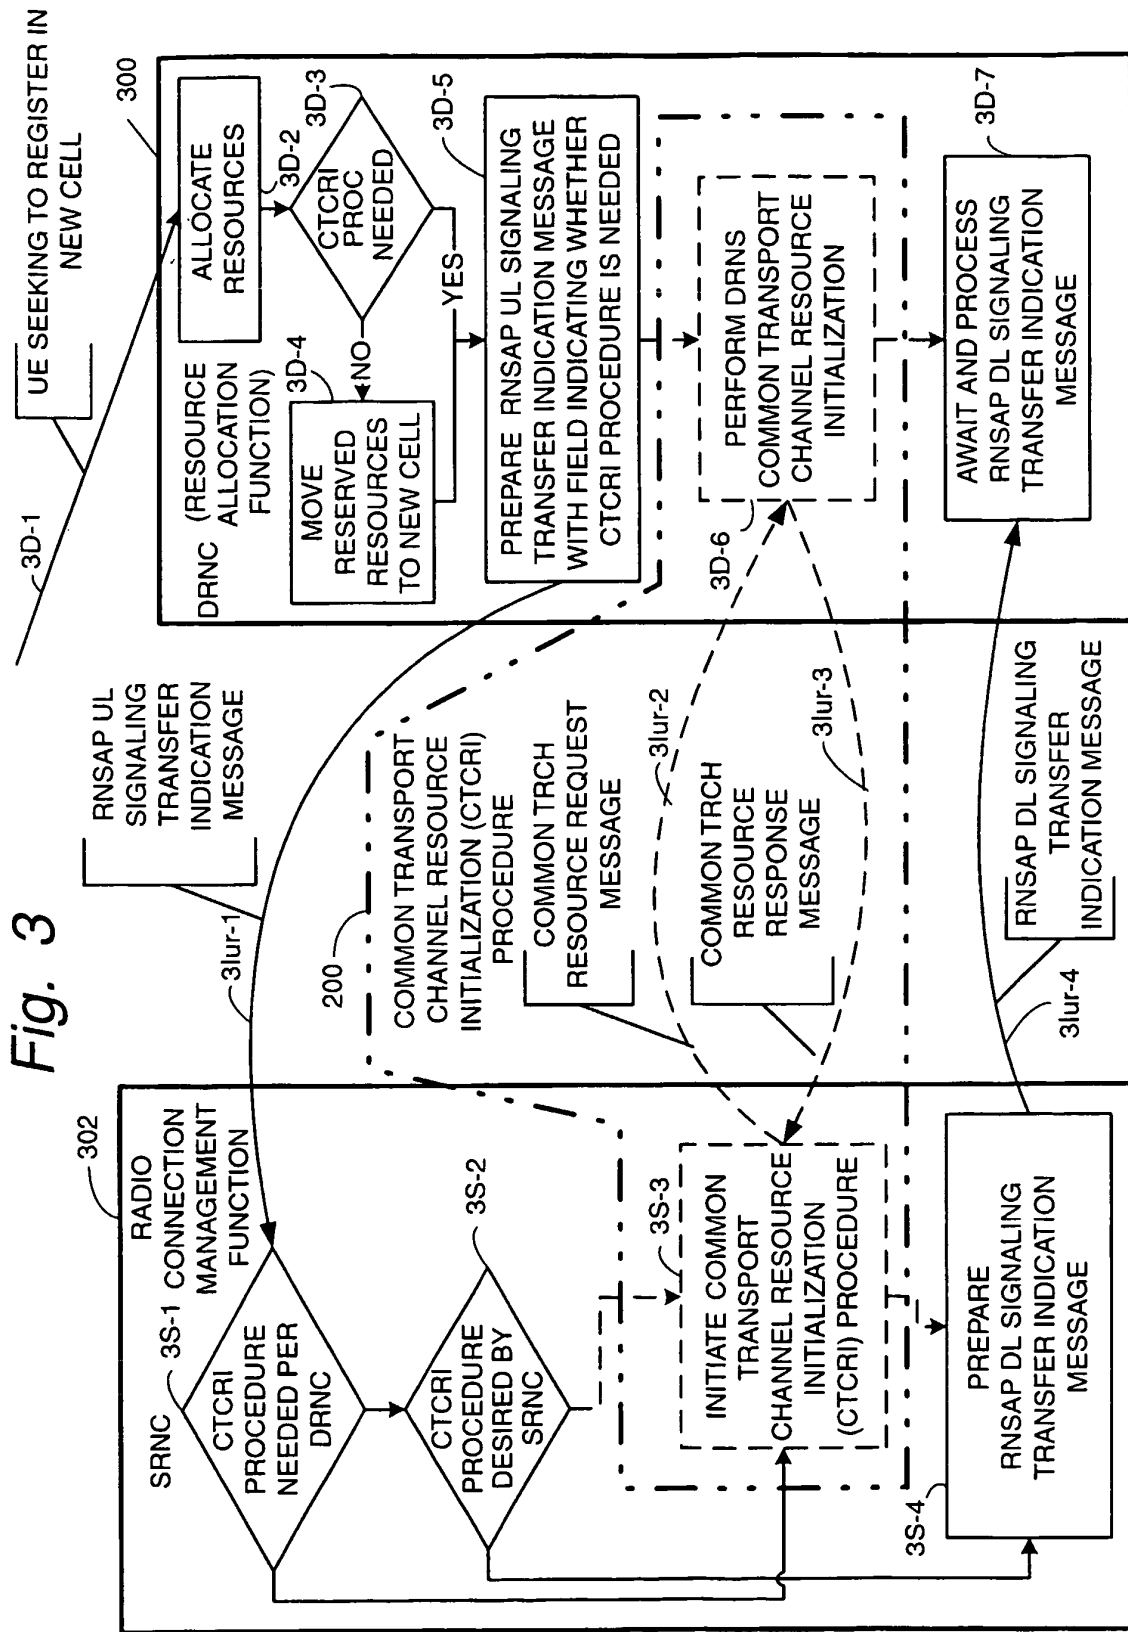 Fig. 3
3D-1
UE SEEKING TO REGISTER IN
NEW CELL
302
SRNC
RADIO
CONNECTION
MANAGEMENT
FUNCTION
3S-1
CTCRI
PROCEDURE
NEEDED PER
DRNC
3S-2
CTCRI
PROCEDURE
DESIRED BY
SRNC
3S-3
INITIATE COMMON
TRANSPORT
CHANNEL RESOURCE
INITIALIZATION
(CTCRI) PROCEDURE
3S-4
PREPARE
RNSAP DL SIGNALING
TRANSFER INDICATION
MESSAGE
3Iur-1
RNSAP UL
SIGNALING
TRANSFER
INDICATION
MESSAGE
200
COMMON TRANSPORT
CHANNEL RESOURCE
INITIALIZATION (CTCRI)
PROCEDURE
COMMON TRCH
RESOURCE REQUEST
MESSAGE
3Iur-2
COMMON TRCH
RESOURCE
RESPONSE
MESSAGE
3Iur-3
RNSAP DL SIGNALING
TRANSFER
INDICATION MESSAGE
3Iur-4
300
DRNC
(RESOURCE
ALLOCATION
FUNCTION)
ALLOCATE
RESOURCES
3D-2
3D-3
CTCRI
PROC
NEEDED
NO
YES
3D-4
MOVE
RESERVED
RESOURCES
TO NEW CELL
3D-5
PREPARE RNSAP UL SIGNALING
TRANSFER INDICATION MESSAGE
WITH FIELD INDICATING WHETHER
CTCRI PROCEDURE IS NEEDED
3D-6
PERFORM DRNS
COMMON TRANSPORT
CHANNEL RESOURCE
INITIALIZATION
3D-7
AWAIT AND PROCESS
RNSAP DL SIGNALING
TRANSFER INDICATION
MESSAGE